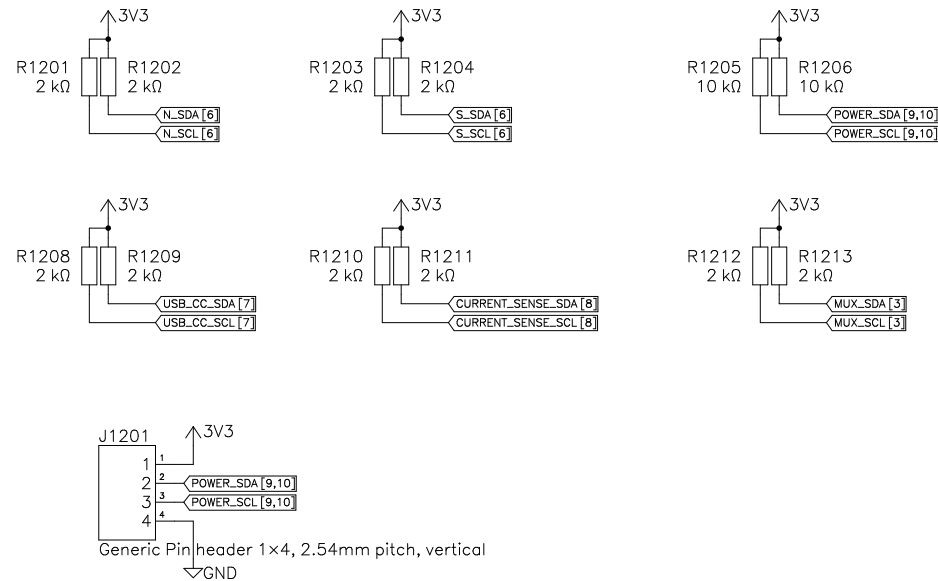 3V3
R1201
2 kΩ
R1202
2 kΩ
N_SDA [6]
N_SCL [6]
3V3
R1203
2 kΩ
R1204
2 kΩ
S_SDA [6]
S_SCL [6]
3V3
R1205
10 kΩ
R1206
10 kΩ
POWER_SDA [9,10]
POWER_SCL [9,10]
3V3
R1208
2 kΩ
R1209
2 kΩ
USB_CC_SDA [7]
USB_CC_SCL [7]
3V3
R1210
2 kΩ
R1211
2 kΩ
CURRENT_SENSE_SDA [8]
CURRENT_SENSE_SCL [8]
3V3
R1212
2 kΩ
R1213
2 kΩ
MUX_SDA [3]
MUX_SCL [3]
J1201
3V3
1 1
2 2 POWER_SDA [9,10]
3 3 POWER_SCL [9,10]
4 4
Generic Pin header 1×4, 2.54mm pitch, vertical
GND